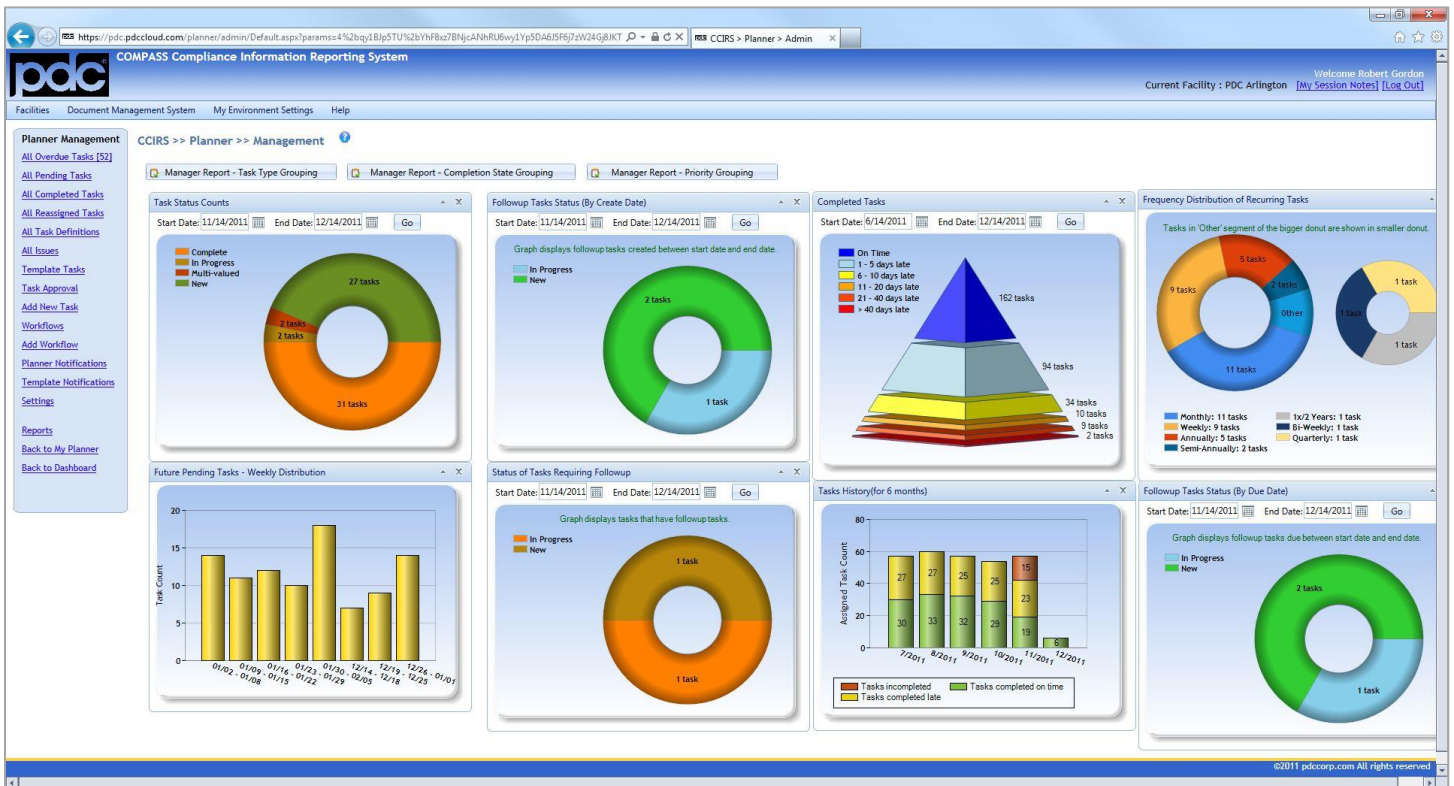 https://pdc.pdccloud.com/planner/admin/Default.aspx?params=4%2bqy1BJp5TU%2bYhF8xz7BNjcANhRU6wy1Yp5DA6J5F6j7zW24GjBJKT
CCIRS > Planner > Admin
pdc
COMPASS Compliance Information Reporting System
Welcome Robert Gordon
Current Facility : PDC Arlington [My Session Notes] [Log Out]
Facilities Document Management System My Environment Settings Help
Planner Management
All Overdue Tasks [52]
All Pending Tasks
All Completed Tasks
All Reassigned Tasks
All Task Definitions
All Issues
Template Tasks
Task Approval
Add New Task
Workflows
Add Workflow
Planner Notifications
Template Notifications
Settings
Reports
Back to My Planner
Back to Dashboard
CCIRS >> Planner >> Management
Manager Report - Task Type Grouping
Manager Report - Completion State Grouping
Manager Report - Priority Grouping
Task Status Counts
Start Date: 11/14/2011 End Date: 12/14/2011 Go
Complete
In Progress
Multi-valued
New
27 tasks
2 tasks
2 tasks
31 tasks
Followup Tasks Status (By Create Date)
Start Date: 11/14/2011 End Date: 12/14/2011 Go
Graph displays followup tasks created between start date and end date.
In Progress
New
2 tasks
1 task
Completed Tasks
Start Date: 6/14/2011 End Date: 12/14/2011 Go
On Time
1 - 5 days late
6 - 10 days late
11 - 20 days late
21 - 40 days late
> 40 days late
162 tasks
94 tasks
34 tasks
10 tasks
9 tasks
2 tasks
Frequency Distribution of Recurring Tasks
Tasks in 'Other' segment of the bigger donut are shown in smaller donut.
5 tasks
9 tasks
2 tasks
Other
11 tasks
1 task
1 task
1 task
Monthly: 11 tasks
Weekly: 9 tasks
Annually: 5 tasks
Semi-Annually: 2 tasks
1x/2 Years: 1 task
Bi-Weekly: 1 task
Quarterly: 1 task
Future Pending Tasks - Weekly Distribution
Task Count
20
15
10
5
0
01/02 - 01/08
01/09 - 01/15
01/16 - 01/22
01/23 - 01/29
01/30 - 02/05
12/14 - 12/18
12/19 - 12/25
12/26 - 01/01
Status of Tasks Requiring Followup
Start Date: 11/14/2011 End Date: 12/14/2011 Go
Graph displays tasks that have followup tasks.
In Progress
New
1 task
1 task
Tasks History(for 6 months)
Assigned Task Count
80
60
40
20
0
27
30
27
33
25
32
25
29
15
23
19
6
7/2011
8/2011
9/2011
10/2011
11/2011
12/2011
Tasks incompleted
Tasks completed on time
Tasks completed late
Followup Tasks Status (By Due Date)
Start Date: 11/14/2011 End Date: 12/14/2011 Go
Graph displays followup tasks due between start date and end date.
In Progress
New
2 tasks
1 task
©2011 pdccorp.com All rights reserved